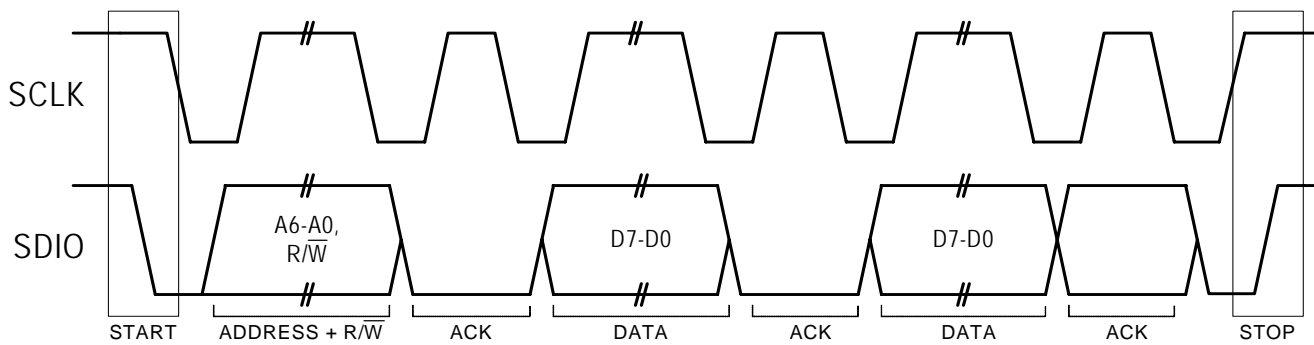 SCLK
SDIO
A6-A0,
R/W̅
D7-D0
D7-D0
START
ADDRESS + R/W̅
ACK
DATA
ACK
DATA
ACK
STOP